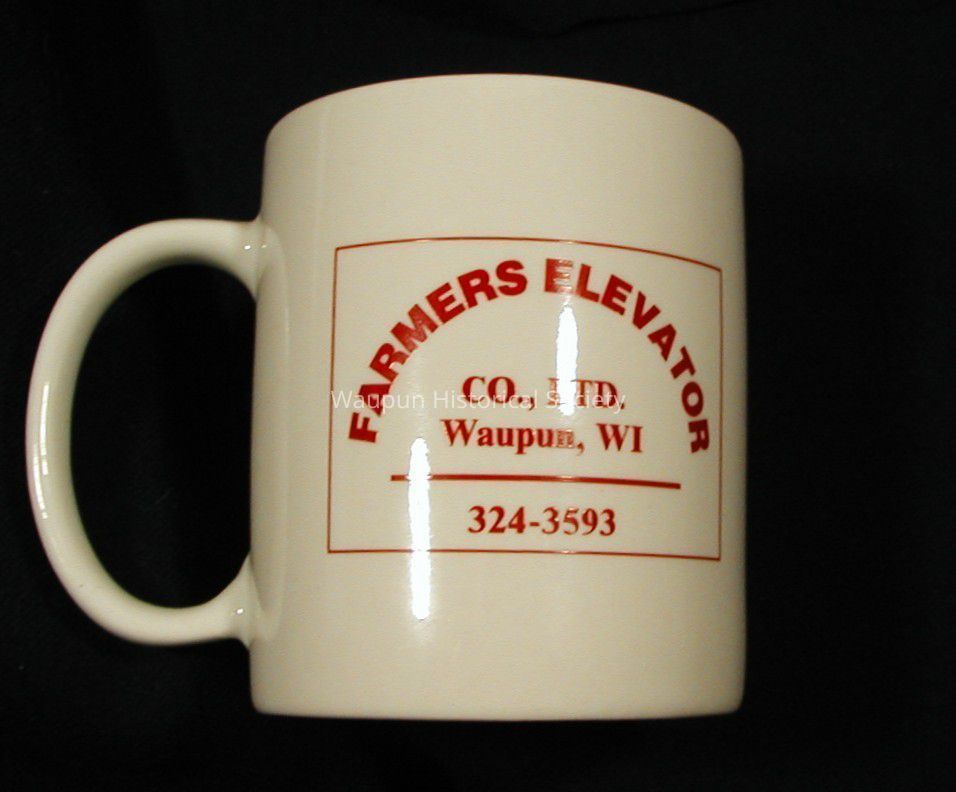 FARMERS ELEVATOR
CO., LTD.
Waupun Historical Society
Waupun, WI
324-3593